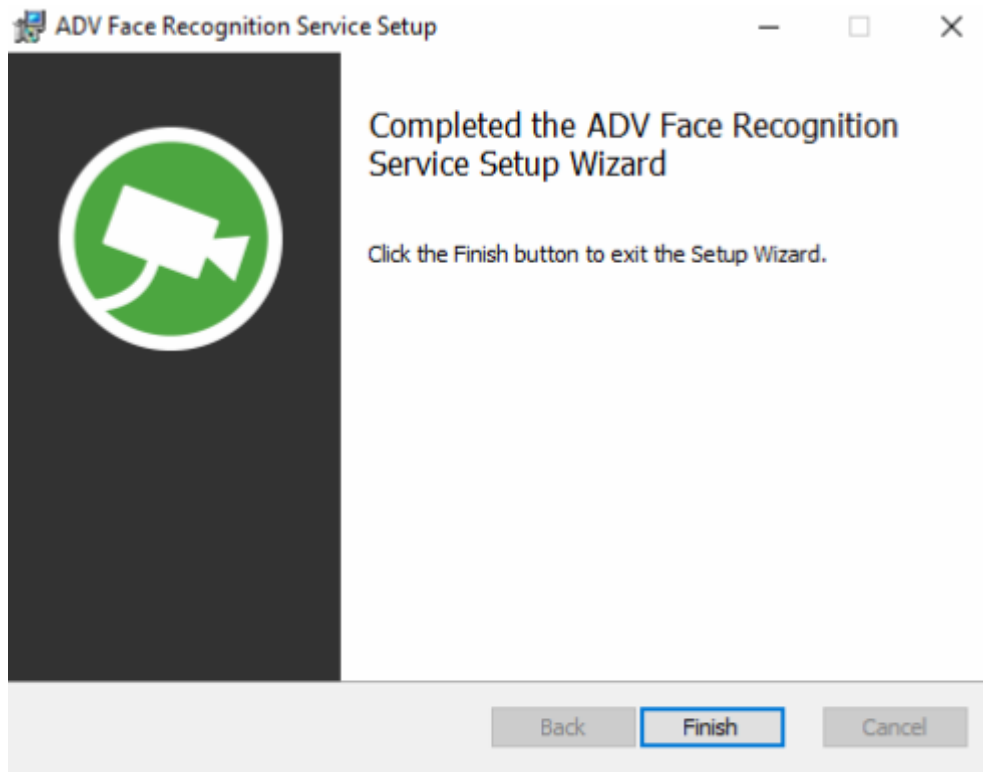 ADV Face Recognition Service Setup
Completed the ADV Face Recognition
Service Setup Wizard
Click the Finish button to exit the Setup Wizard.
Back Finish Cancel